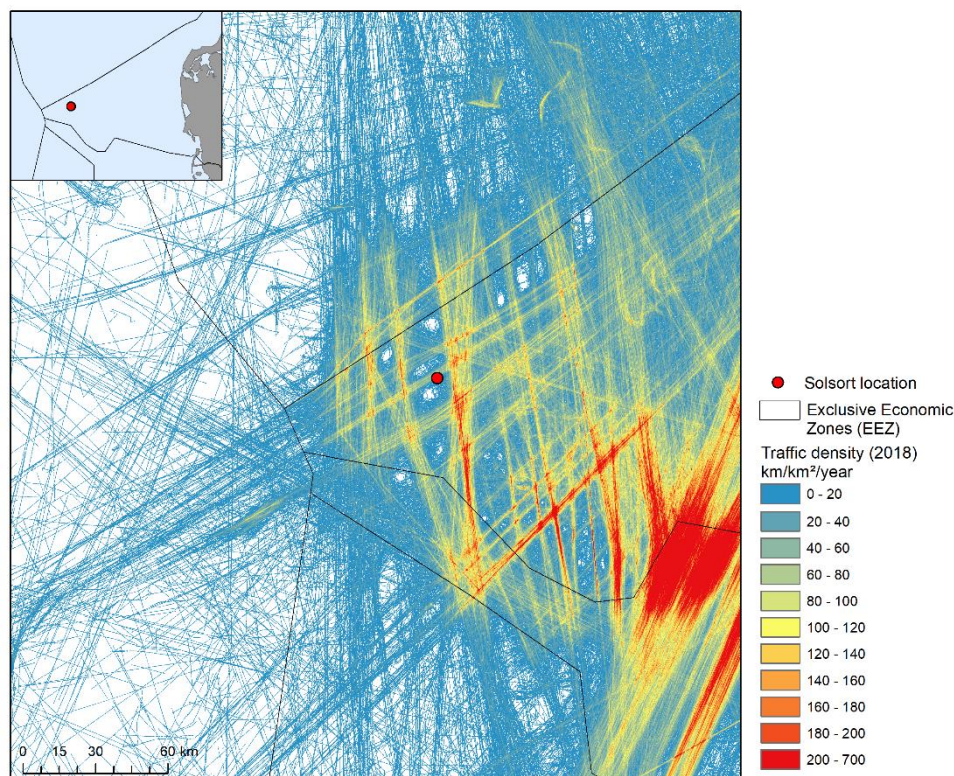 Solsort location
Exclusive Economic
Zones (EEZ)
Traffic density (2018)
km/km²/year
0 - 20
20 - 40
40 - 60
60 - 80
80 - 100
100 - 120
120 - 140
140 - 160
160 - 180
180 - 200
200 - 700
0 15 30 60 km